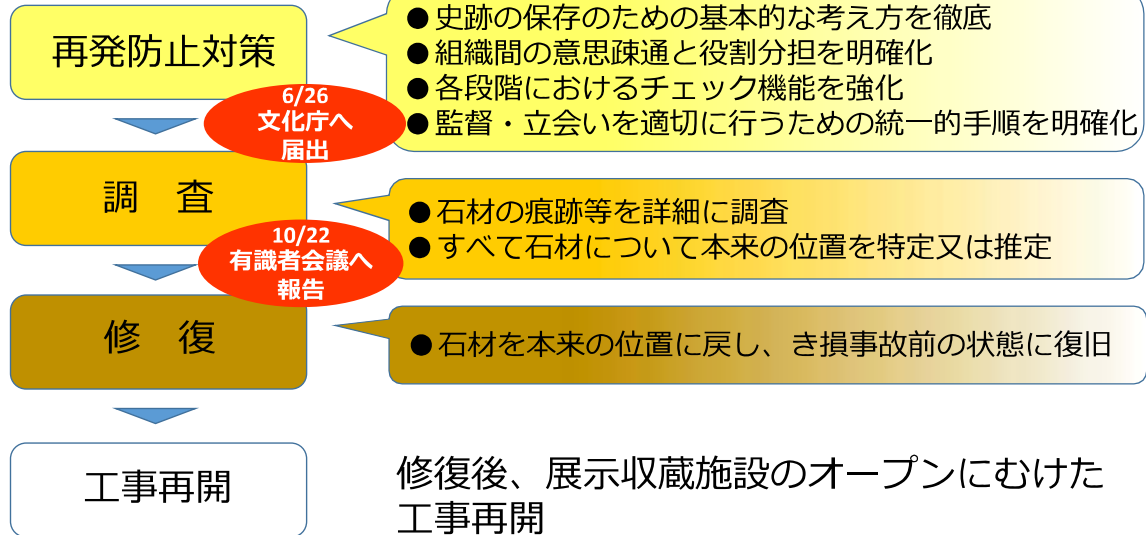 再発防止対策
●史跡の保存のための基本的な考え方を徹底
●組織間の意思疎通と役割分担を明確化
●各段階におけるチェック機能を強化
●監督・立会いを適切に行うための統一的手順を明確化
6/26
文化庁へ
届出
調　査
●石材の痕跡等を詳細に調査
●すべて石材について本来の位置を特定又は推定
10/22
有識者会議へ
報告
修　復
●石材を本来の位置に戻し、き損事故前の状態に復旧
工事再開
修復後、展示収蔵施設のオープンにむけた
工事再開